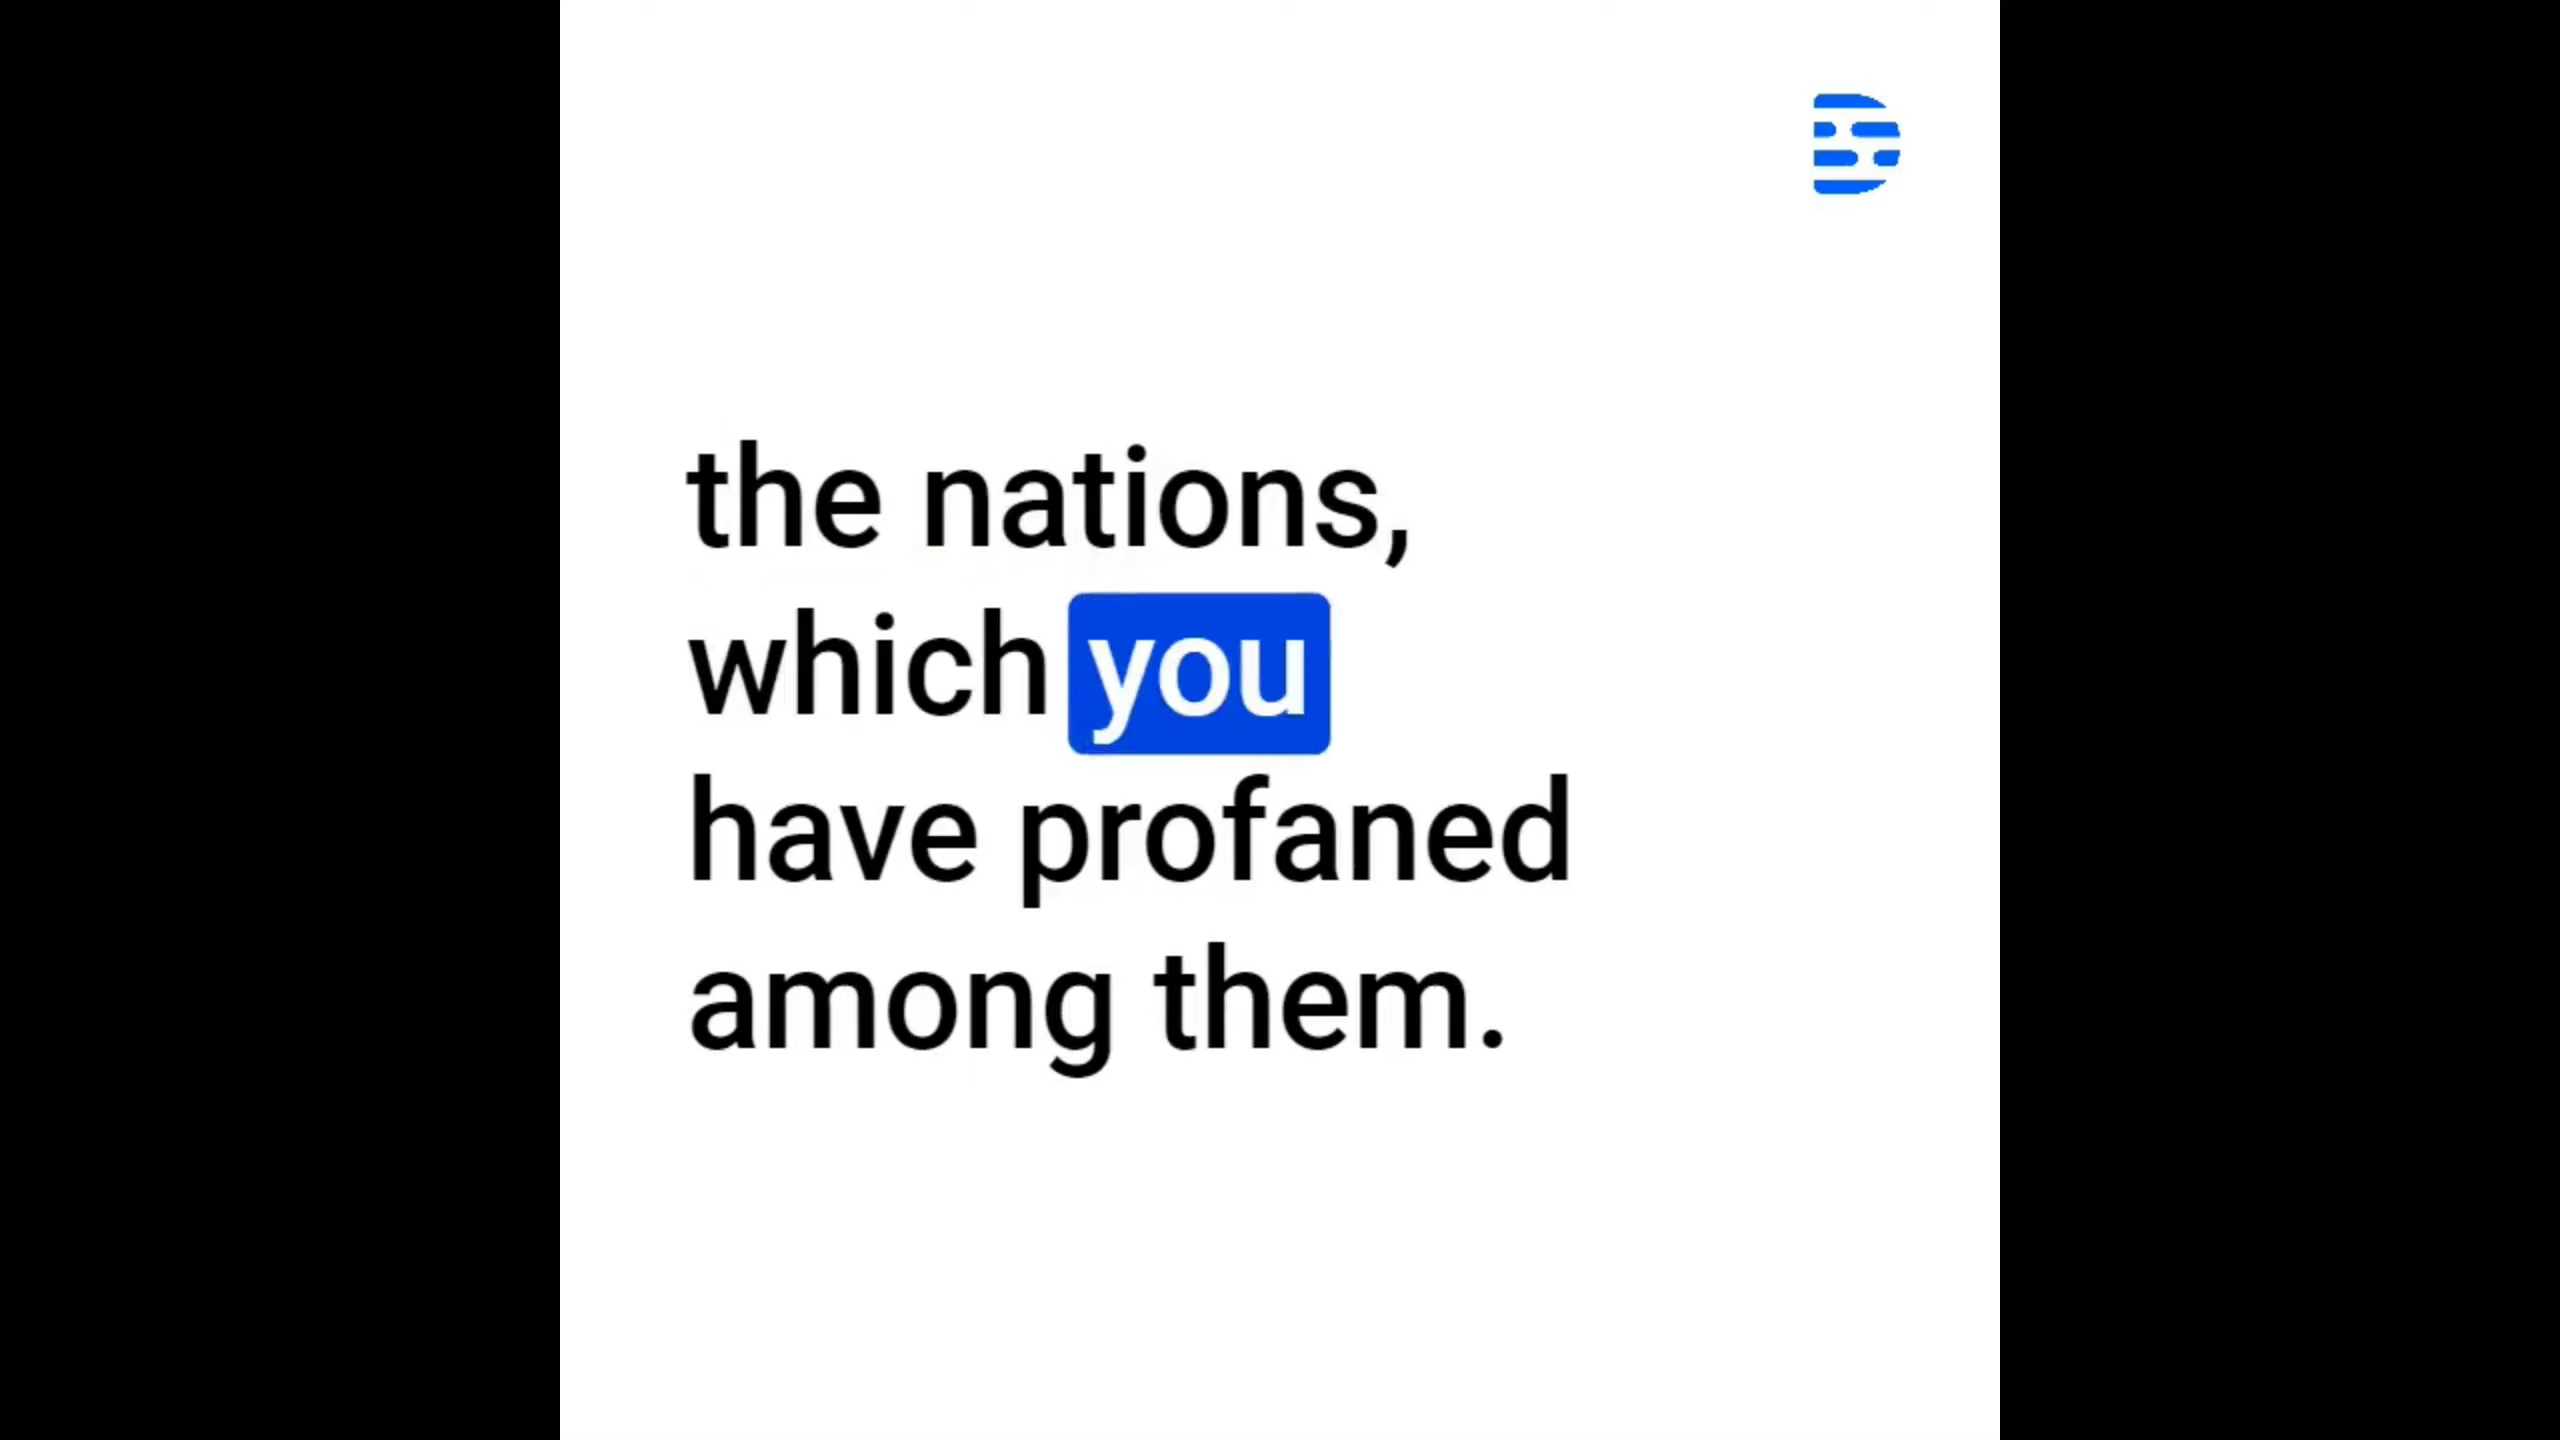 the nations,
which you
have profaned
among them.